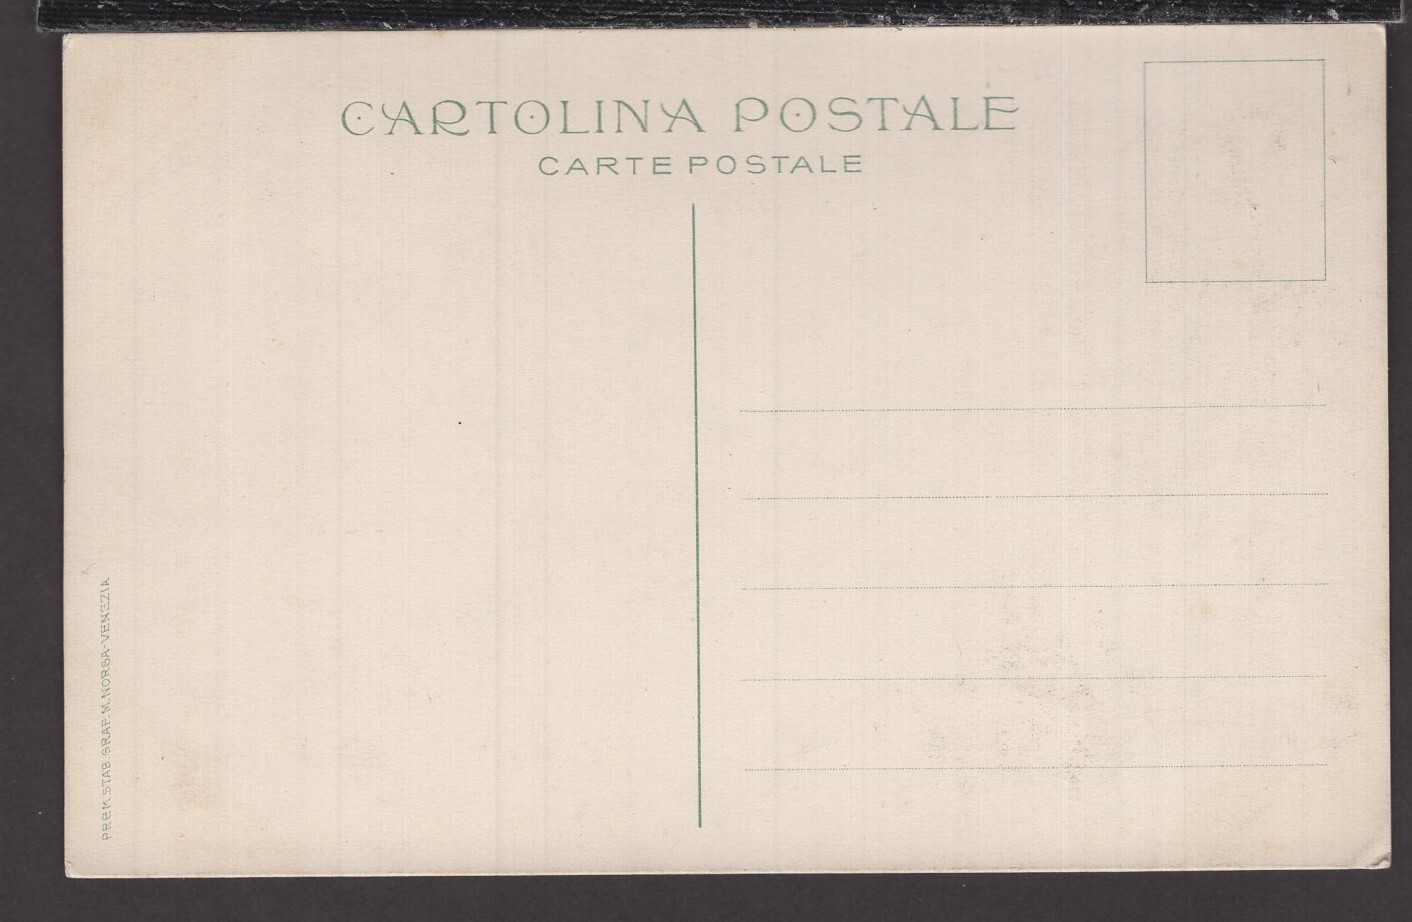 CARTOLINA POSTALE
CARTE POSTALE
PREM. STAB. GRAF. M. NORSA-VENEZIA